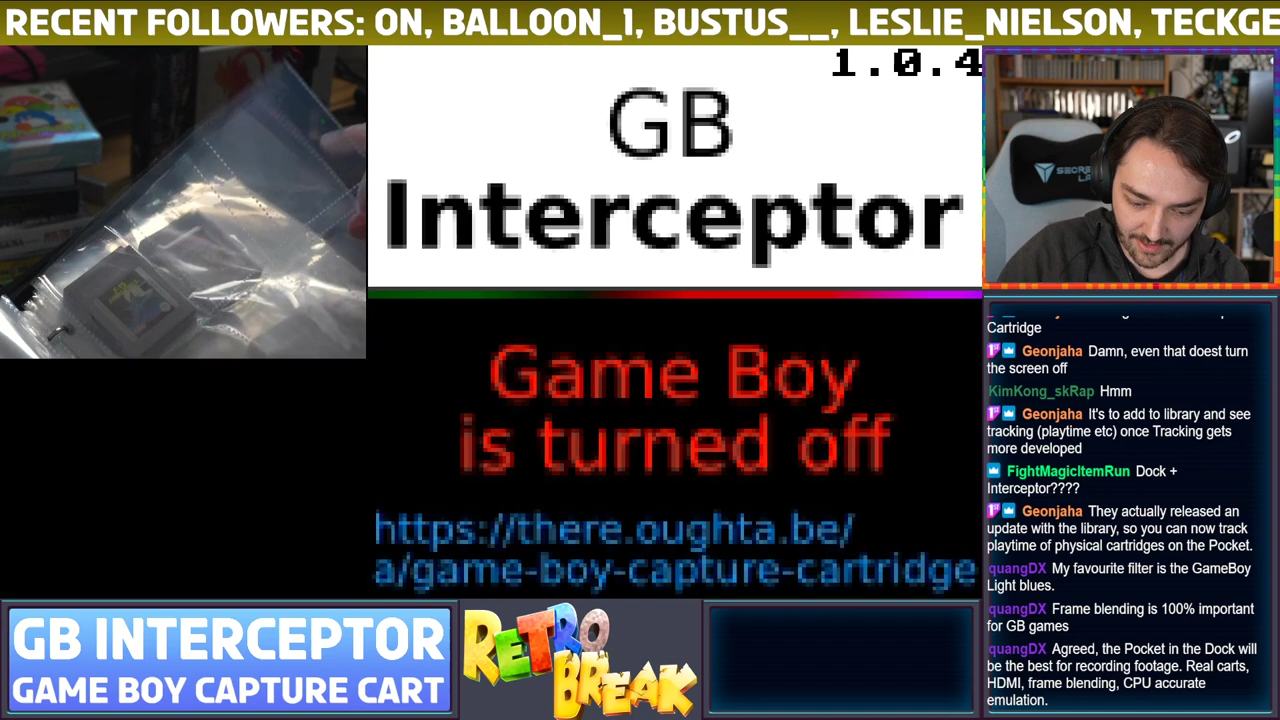 RECENT FOLLOWERS: ON, BALLOON_1, BUSTUS__, LESLIE_NIELSON, TECKGE
1.0.4
GB
Interceptor
Game Boy
is turned off
https://there.oughta.be/
a/game-boy-capture-cartridge
Cartridge
Geonjaha Damn, even that doest turn
the screen off
KimKong_skRap Hmm
Geonjaha It's to add to library and see
tracking (playtime etc) once Tracking gets
more developed
FightMagicItemRun Dock +
Interceptor????
Geonjaha They actually released an
update with the library, so you can now track
playtime of physical cartridges on the Pocket.
quangDX My favourite filter is the GameBoy
Light blues.
quangDX Frame blending is 100% important
for GB games
quangDX Agreed, the Pocket in the Dock will
be the best for recording footage. Real carts,
HDMI, frame blending, CPU accurate
emulation.
GB INTERCEPTOR
GAME BOY CAPTURE CART
RETRO
BREAK